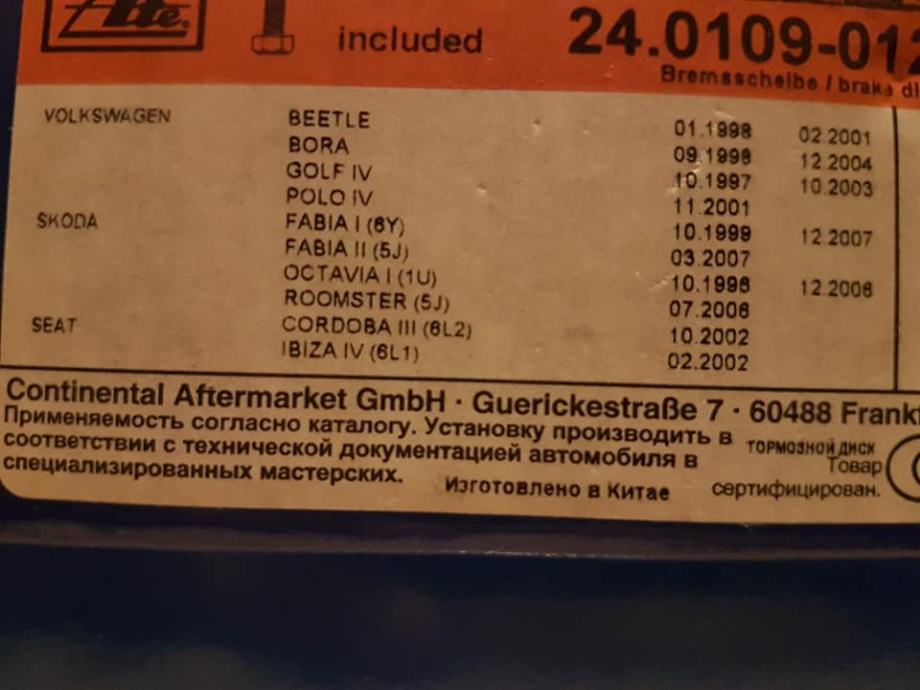 Ate
included
24.0109-012
Bremsscheibe / brake di
VOLKSWAGEN BEETLE 01.1998 02.2001
BORA 09.1998 12.2004
GOLF IV 10.1997 10.2003
POLO IV 11.2001
SKODA FABIA I (6Y) 10.1999 12.2007
FABIA II (5J) 03.2007
OCTAVIA I (1U) 10.1996 12.2006
ROOMSTER (5J) 07.2006
SEAT CORDOBA III (6L2) 10.2002
IBIZA IV (6L1) 02.2002
Continental Aftermarket GmbH · Guerickestraße 7 · 60488 Frankf
Применяемость согласно каталогу. Установку производить в
соответствии с технической документацией автомобиля в
специализированных мастерских.
Изготовлено в Китае
ТОРМОЗНОЙ ДИСК
Товар
сертифицирован.